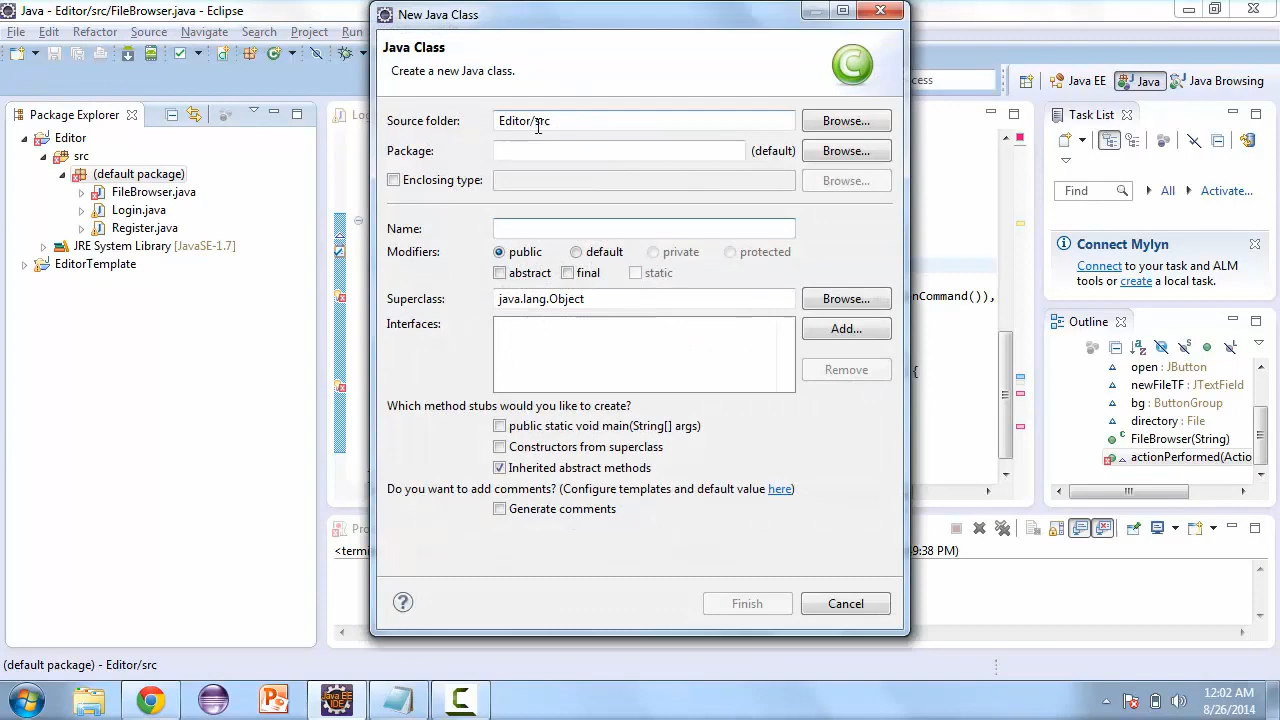 Java - Editor/src/FileBrowser.java - Eclipse
New Java Class
File Edit Refactor Source Navigate Search Project Run
Java Class
Create a new Java class.
Java EE Java Java Browsing
Package Explorer
Task List
Source folder: Editor/src Browse...
Editor
Package: (default) Browse...
src
Enclosing type: Browse...
(default package)
FileBrowser.java
Find All Activate...
Login.java
Register.java
Name:
JRE System Library [JavaSE-1.7]
Connect Mylyn
Modifiers: public default private protected
EditorTemplate
Connect to your task and ALM
abstract final static
tools or create a local task.
Superclass: java.lang.Object Browse...
nCommand()),
Interfaces: Add...
Outline
Remove
{
open : JButton
newFileTF : JTextField
bg : ButtonGroup
Which method stubs would you like to create?
directory : File
public static void main(String[] args)
FileBrowser(String)
Constructors from superclass
actionPerformed(Actio
Inherited abstract methods
Do you want to add comments? (Configure templates and default value here)
Generate comments
<termi
9:38 PM)
Finish Cancel
(default package) - Editor/src
12:02 AM
8/26/2014